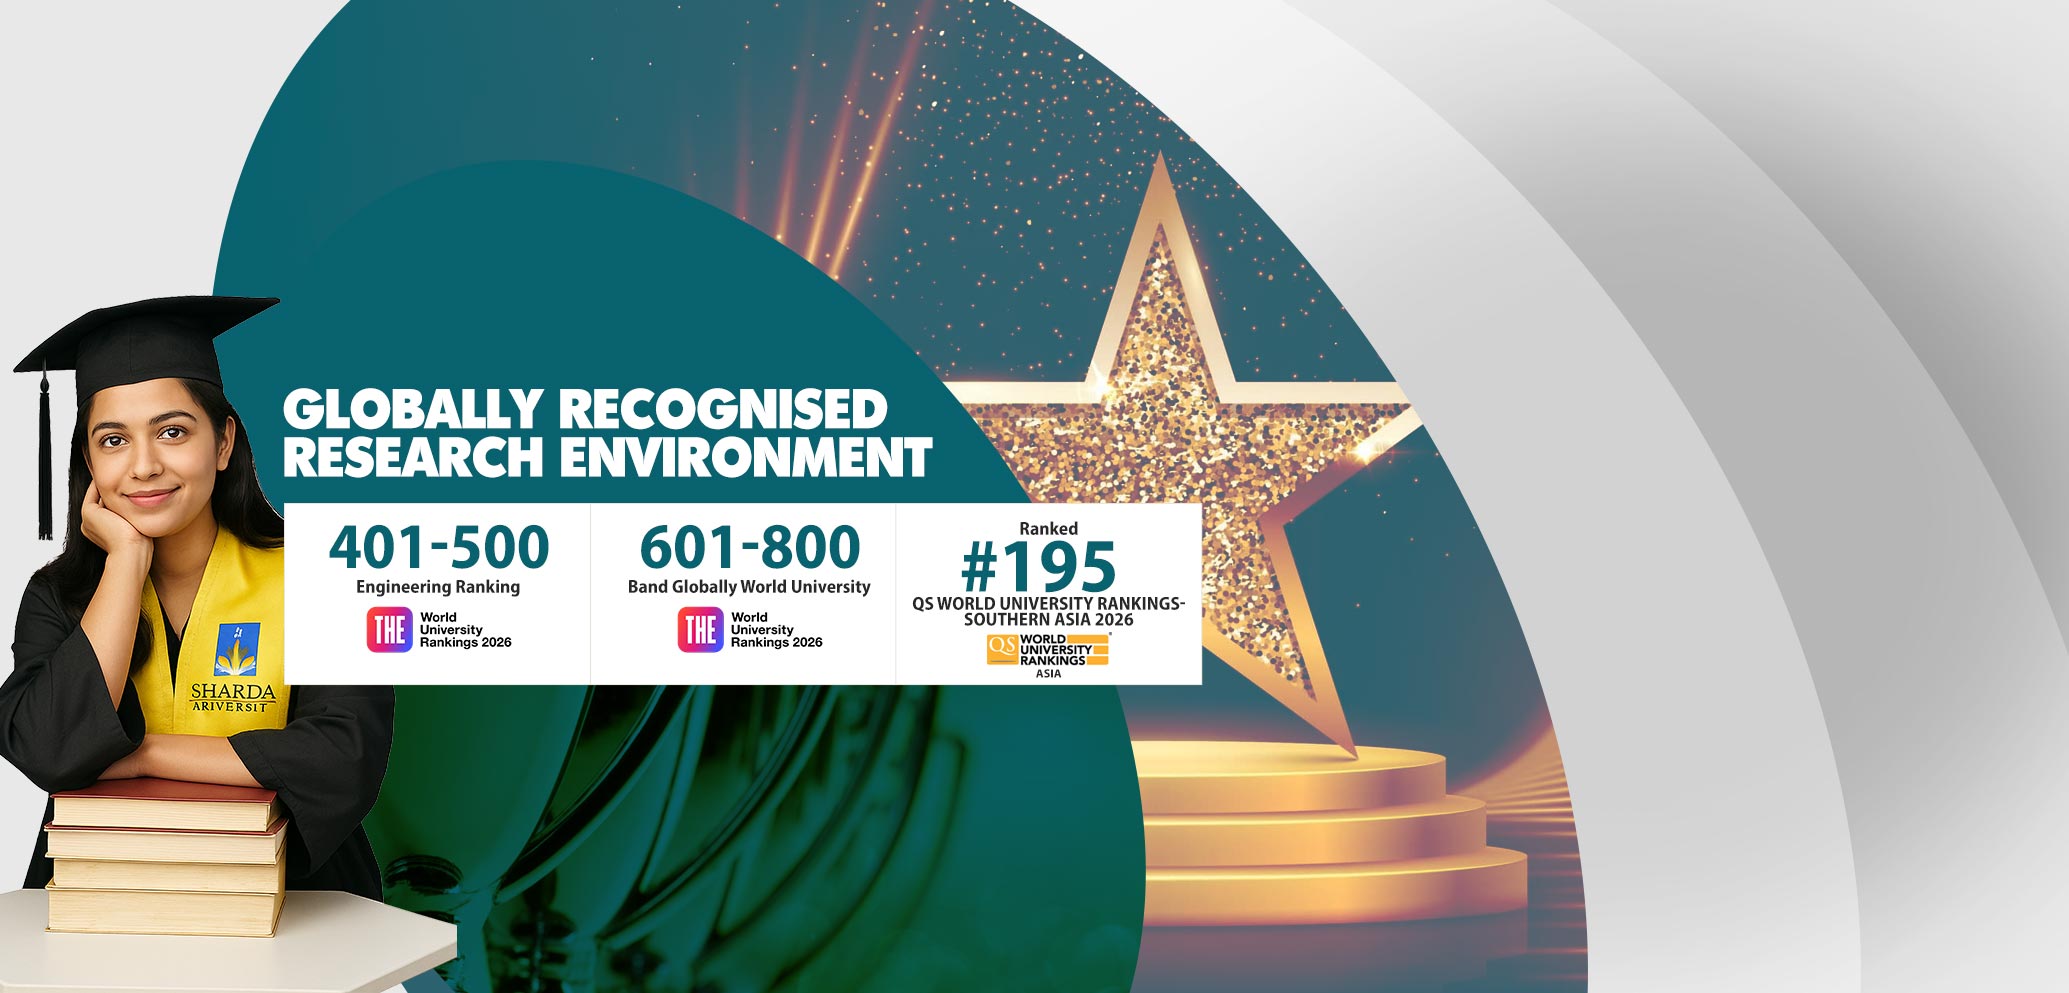 GLOBALLY RECOGNISED
RESEARCH ENVIRONMENT
401-500
Engineering Ranking
THE World
University
Rankings 2026
601-800
Band Globally World University
THE World
University
Rankings 2026
Ranked
#195
QS WORLD UNIVERSITY RANKINGS-
SOUTHERN ASIA 2026
QS WORLD
UNIVERSITY
RANKINGS
ASIA
SHARDA
ARIVERSIT